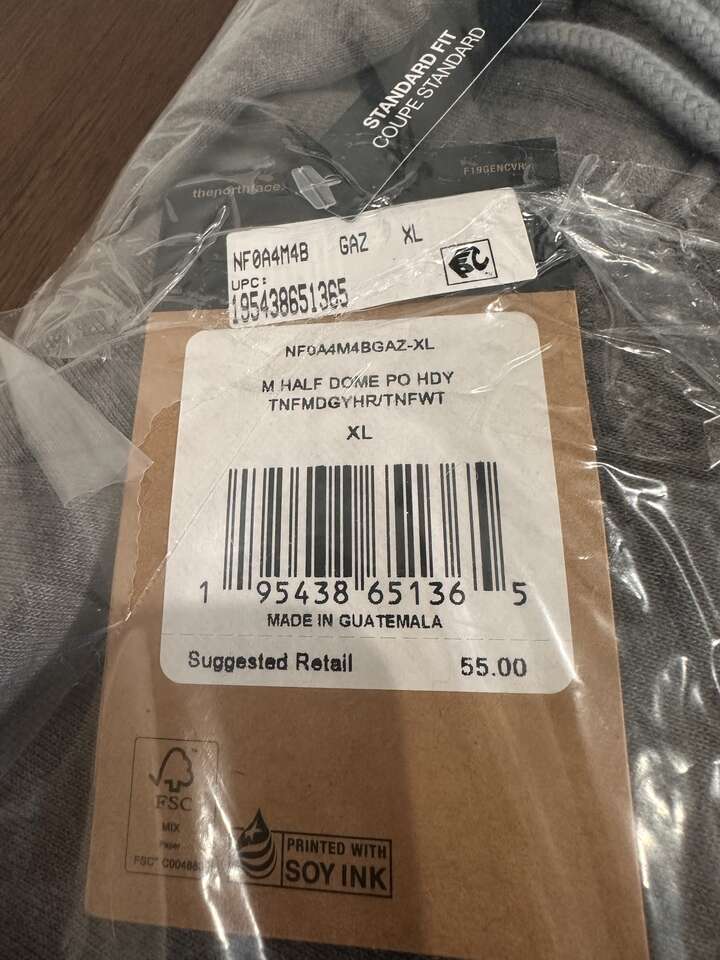 STANDARD FIT
COUPE STANDARD
thenorthface.
F19GENCVR
NF0A4M4B GAZ XL
UPC:
195438651365
NF0A4M4BGAZ-XL
M HALF DOME PO HDY
TNFMDGYHR/TNFWT
XL
1 95438 65136 5
MADE IN GUATEMALA
Suggested Retail 55.00
FSC
MIX
Paper
PRINTED WITH
SOY INK